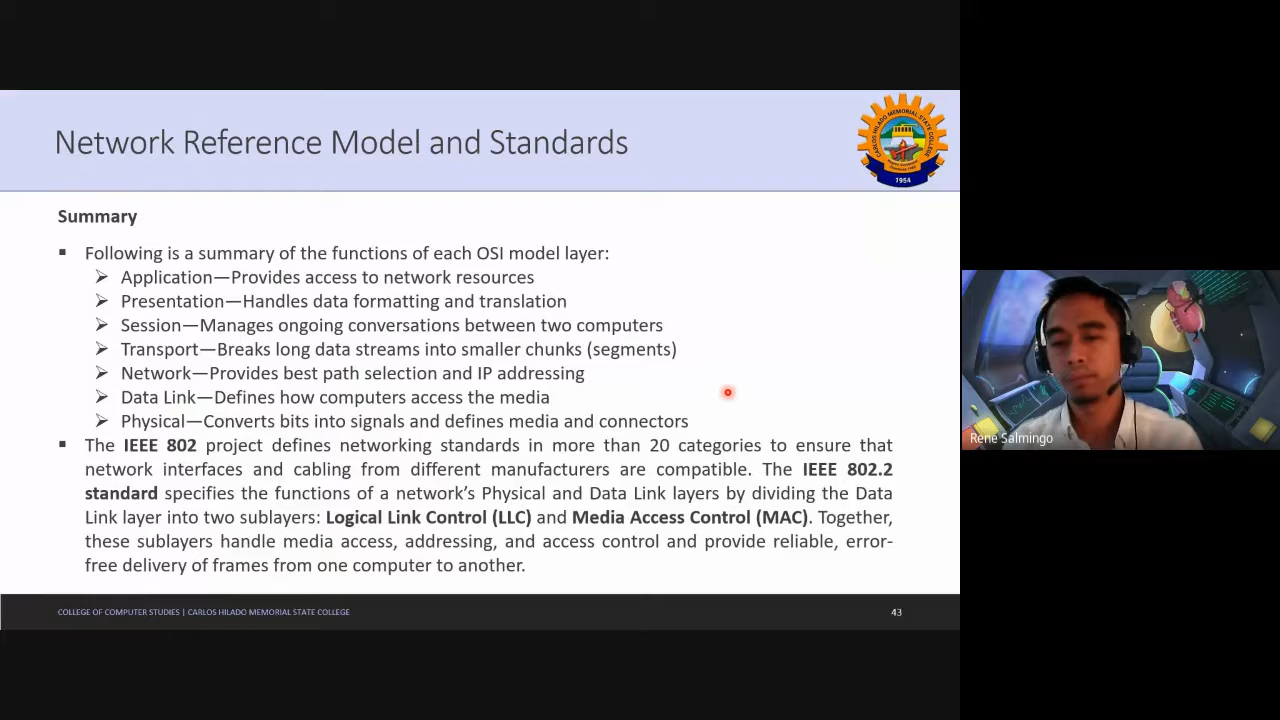 Network Reference Model and Standards
CARLOS HILADO MEMORIAL STATE COLLEGE
1954
Summary
▪ Following is a summary of the functions of each OSI model layer:
➢ Application—Provides access to network resources
➢ Presentation—Handles data formatting and translation
➢ Session—Manages ongoing conversations between two computers
➢ Transport—Breaks long data streams into smaller chunks (segments)
➢ Network—Provides best path selection and IP addressing
➢ Data Link—Defines how computers access the media
➢ Physical—Converts bits into signals and defines media and connectors
▪ The IEEE 802 project defines networking standards in more than 20 categories to ensure that
network interfaces and cabling from different manufacturers are compatible. The IEEE 802.2
standard specifies the functions of a network's Physical and Data Link layers by dividing the Data
Link layer into two sublayers: Logical Link Control (LLC) and Media Access Control (MAC). Together,
these sublayers handle media access, addressing, and access control and provide reliable, error-
free delivery of frames from one computer to another.
COLLEGE OF COMPUTER STUDIES | CARLOS HILADO MEMORIAL STATE COLLEGE
43
Rene Salmingo